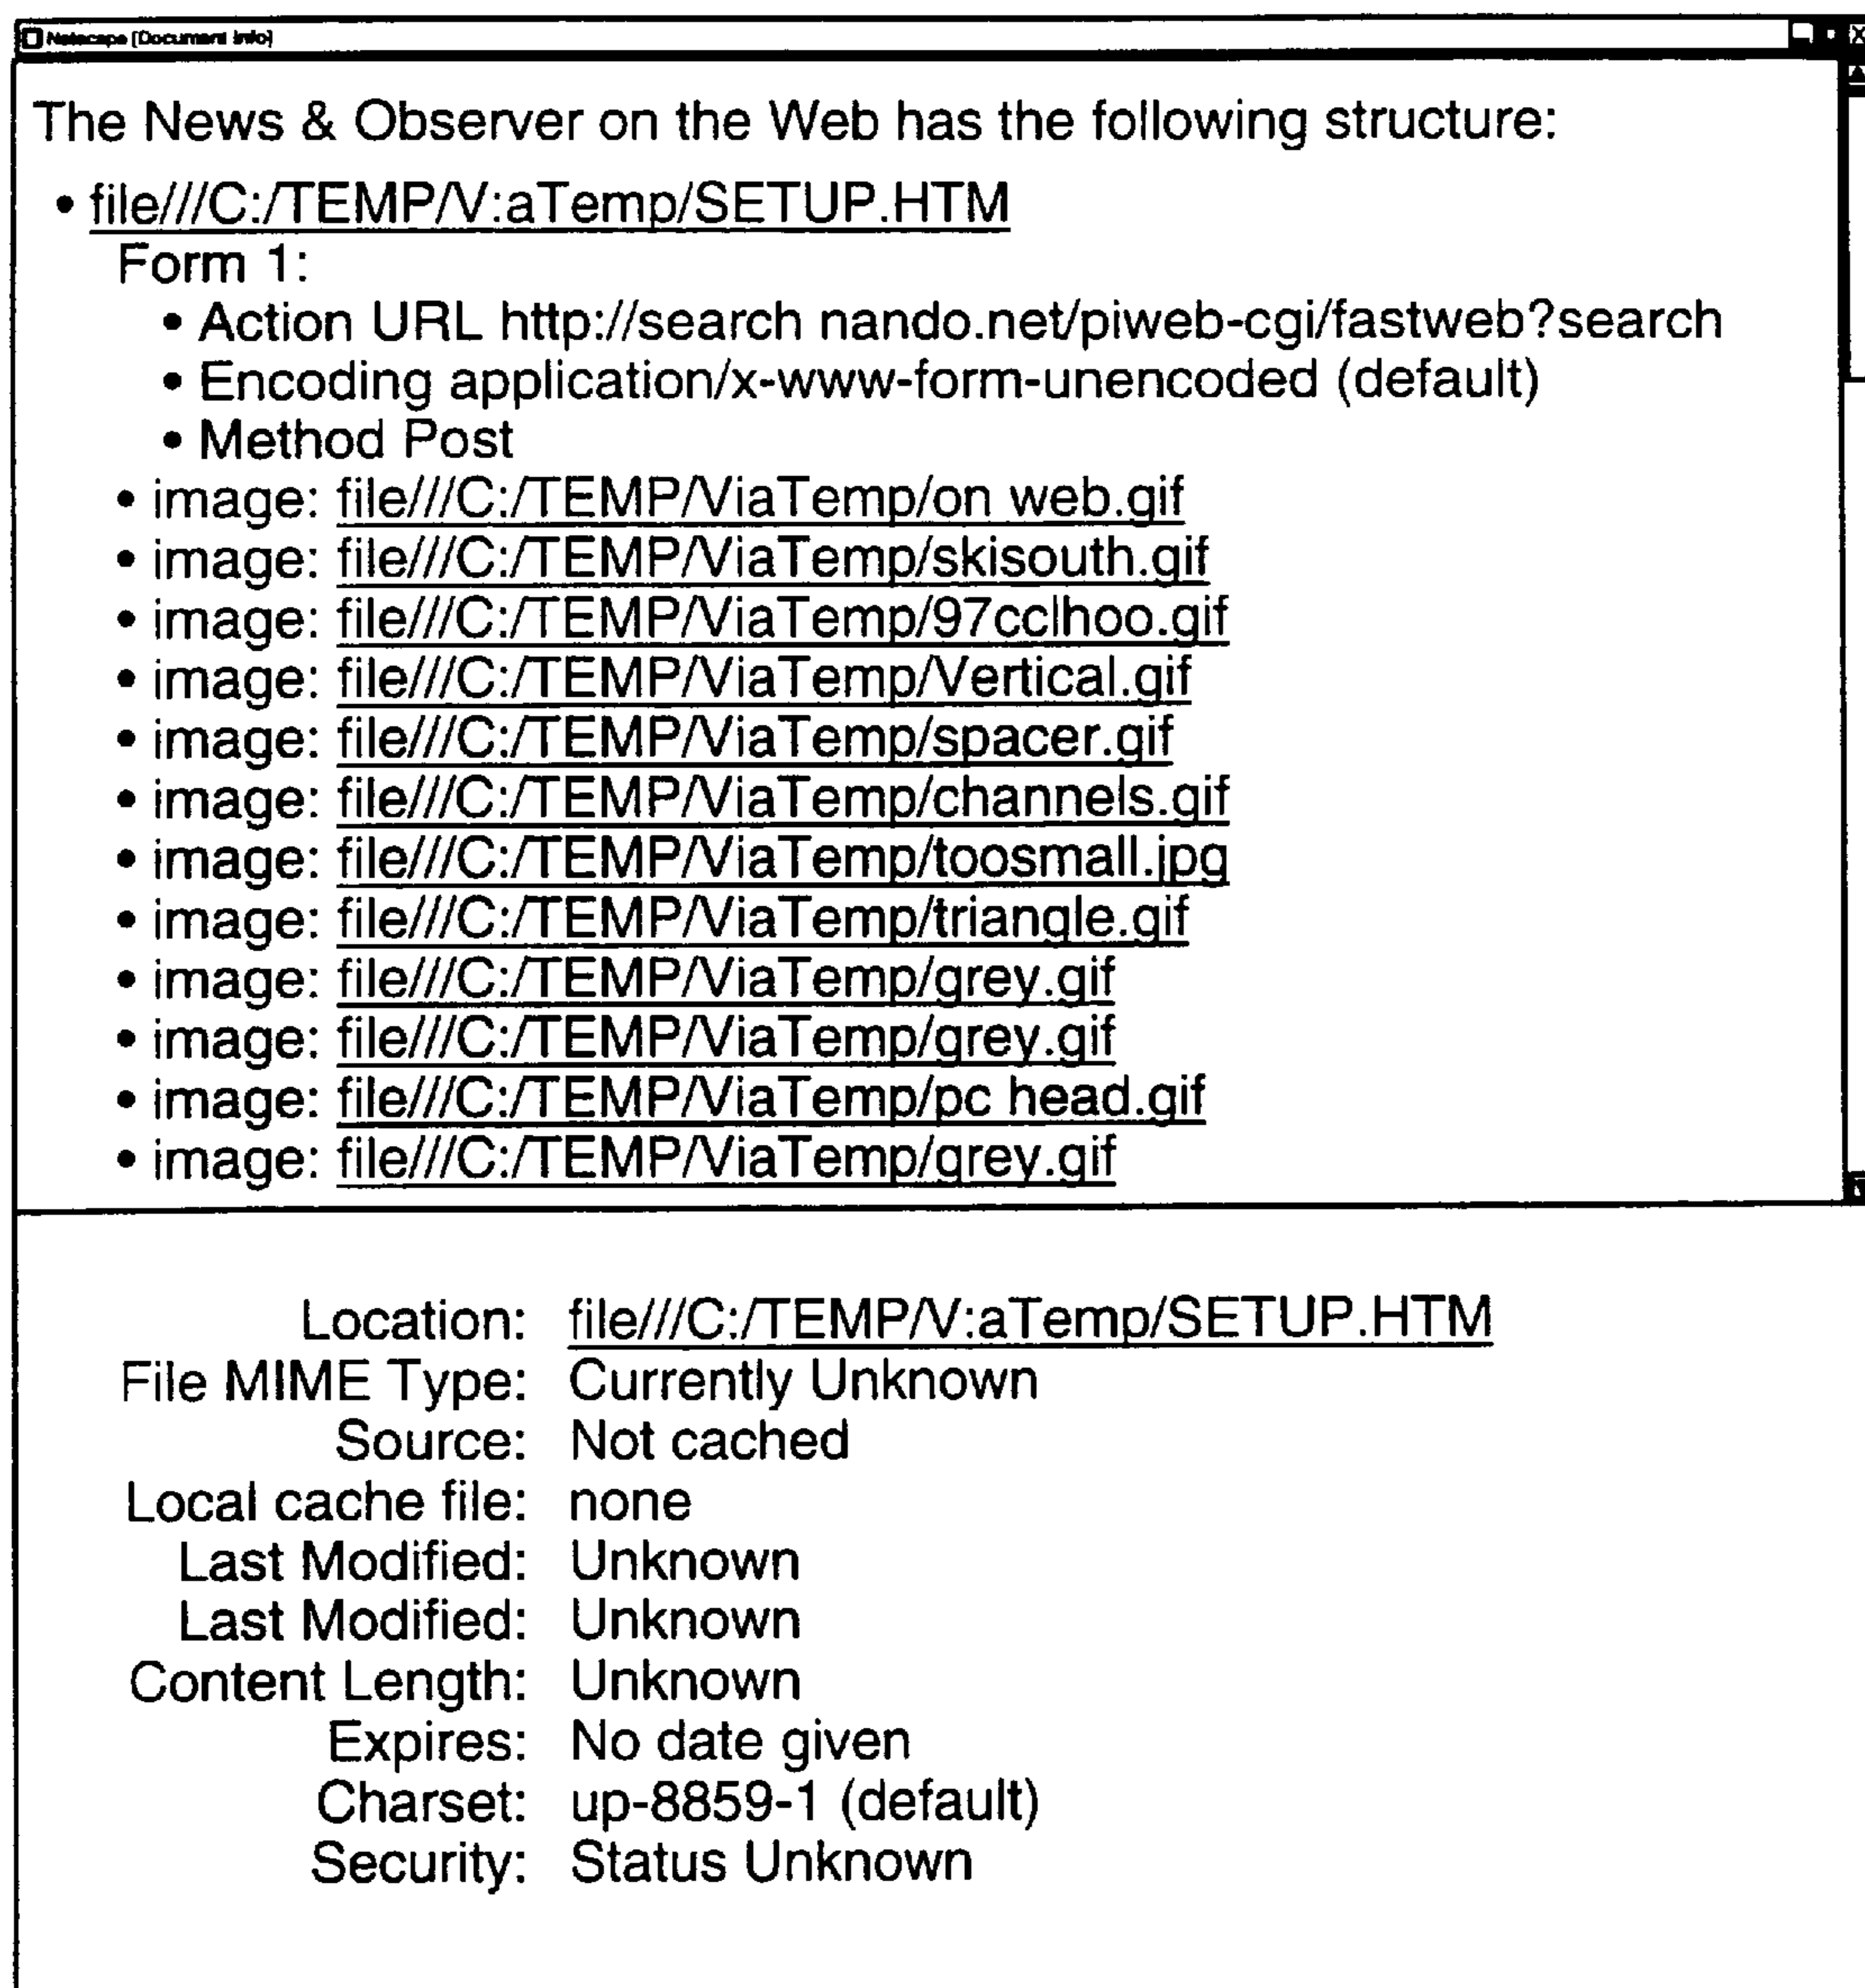 Netscape [Document Info]
The News & Observer on the Web has the following structure:
• file///C:/TEMP/V:aTemp/SETUP.HTM
Form 1:
• Action URL http://search nando.net/piweb-cgi/fastweb?search
• Encoding application/x-www-form-unencoded (default)
• Method Post
• image: file///C:/TEMP/ViaTemp/on web.gif
• image: file///C:/TEMP/ViaTemp/skisouth.gif
• image: file///C:/TEMP/ViaTemp/97cclhoo.gif
• image: file///C:/TEMP/ViaTemp/Vertical.gif
• image: file///C:/TEMP/ViaTemp/spacer.gif
• image: file///C:/TEMP/ViaTemp/channels.gif
• image: file///C:/TEMP/ViaTemp/toosmall.jpg
• image: file///C:/TEMP/ViaTemp/triangle.gif
• image: file///C:/TEMP/ViaTemp/grey.gif
• image: file///C:/TEMP/ViaTemp/grey.gif
• image: file///C:/TEMP/ViaTemp/pc head.gif
• image: file///C:/TEMP/ViaTemp/grey.gif
Location: file///C:/TEMP/V:aTemp/SETUP.HTM
File MIME Type: Currently Unknown
Source: Not cached
Local cache file: none
Last Modified: Unknown
Last Modified: Unknown
Content Length: Unknown
Expires: No date given
Charset: up-8859-1 (default)
Security: Status Unknown